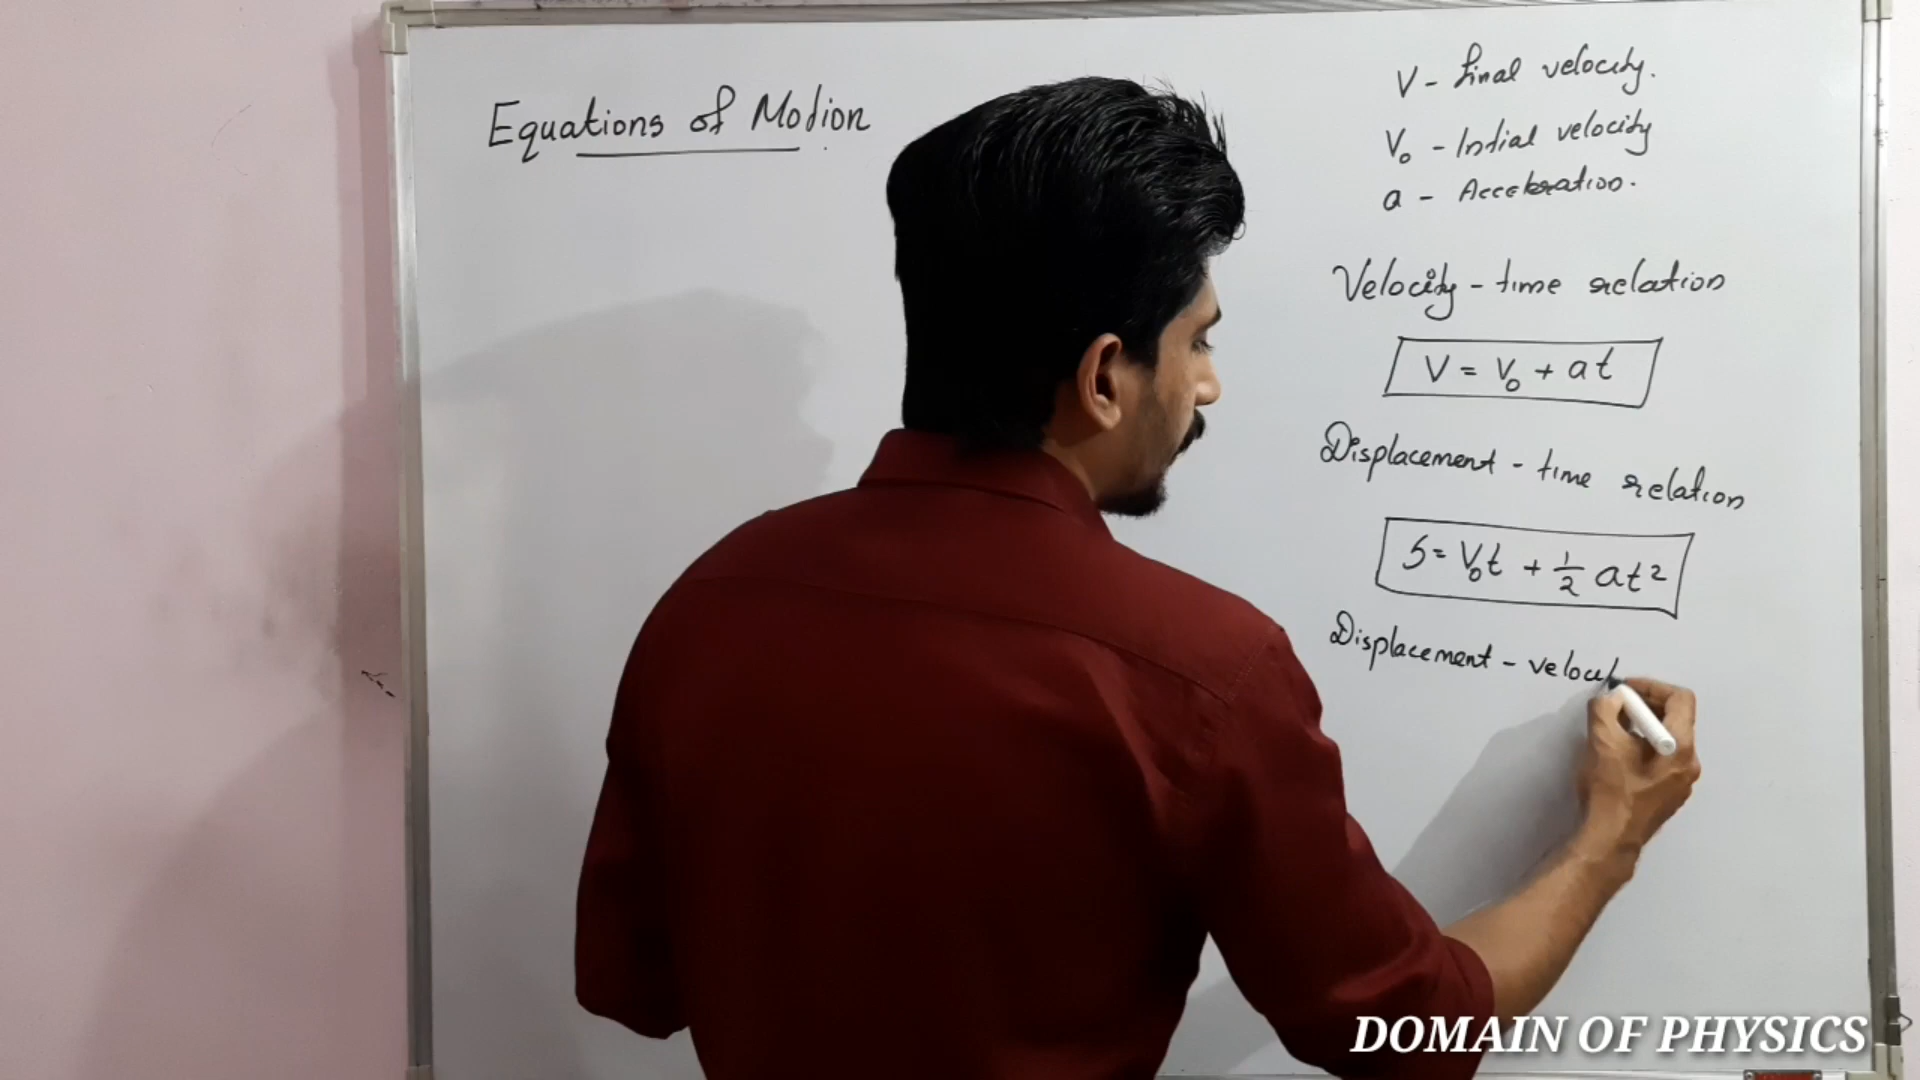 Equations of Motion
V - final velocity.
V₀ - Initial velocity
a - Acceleration.
Velocity - time relation
V = V₀ + at
Displacement - time relation
S = V₀t + 1/2 at²
Displacement - veloci
DOMAIN OF PHYSICS